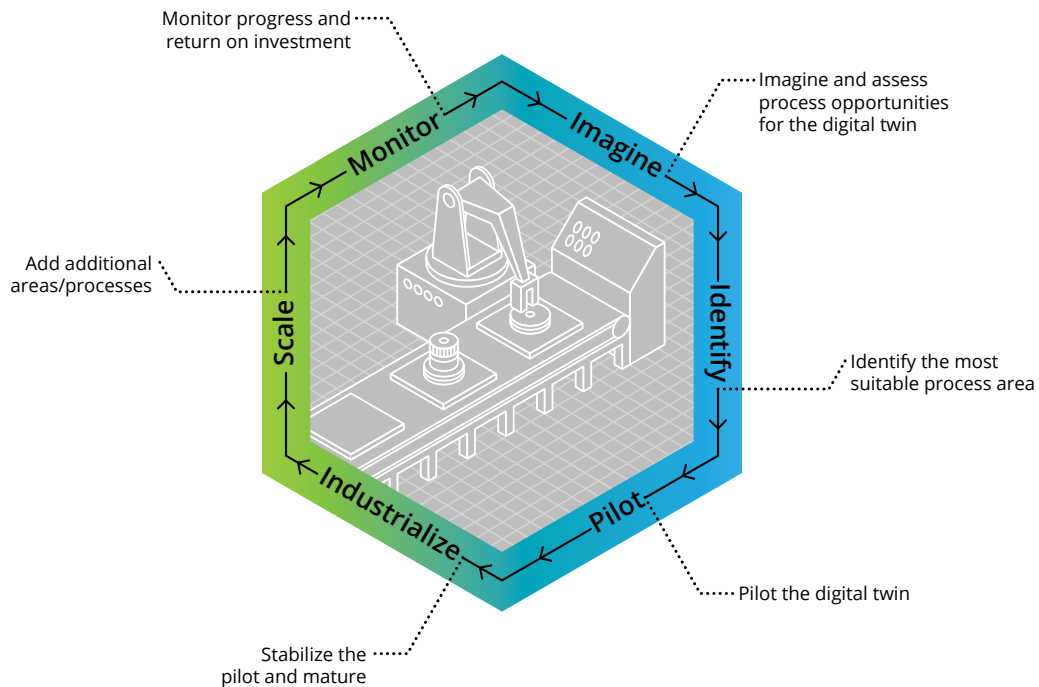 Monitor progress and
return on investment
Imagine and assess
process opportunities
for the digital twin
Monitor
Imagine
Add additional
areas/processes
Scale
Identify
Identify the most
suitable process area
Industrialize
Pilot
Pilot the digital twin
Stabilize the
pilot and mature